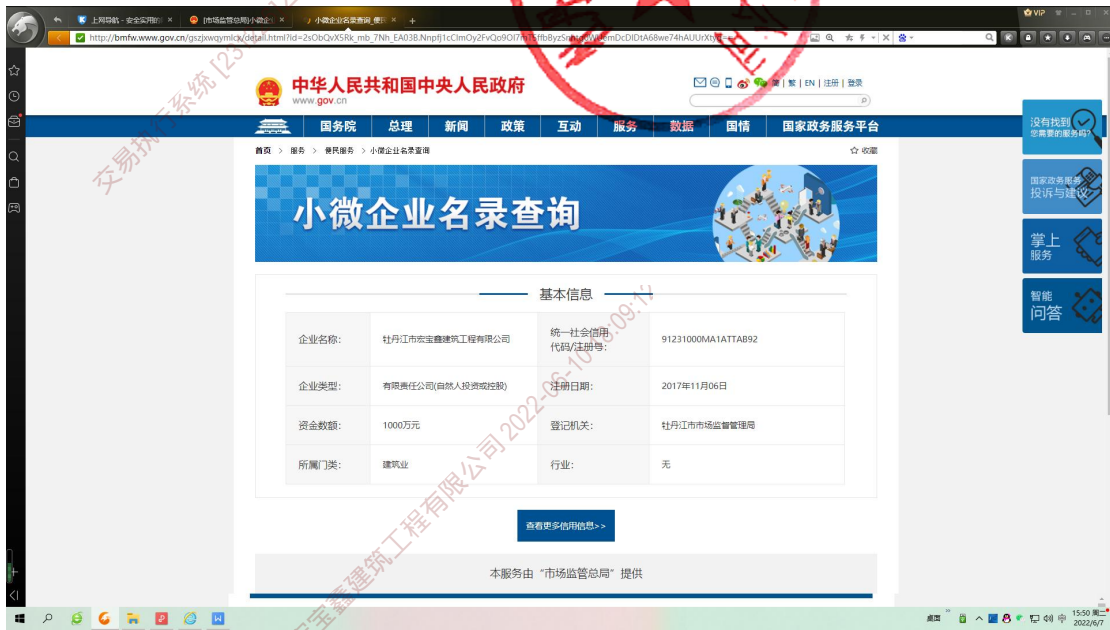 上网导航 - 安全实用的
[市场监管总局]小微企
小微企业名录查询_便民
VIP
http://bmfw.www.gov.cn/gszjxwqymlcx/detail.html?id=2sObQvX5Rk_mb_7Nh_EA03B.Nnpfj1cClmOy2FvQo9OI7m
中华人民共和国中央人民政府
www.gov.cn
简 | 繁 | EN | 注册 | 登录
国务院 总理 新闻 政策 互动 服务 数据 国情 国家政务服务平台
首页 > 服务 > 便民服务 > 小微企业名录查询
☆ 收藏
没有找到
您需要的服务吗?
国家政务服务
投诉与建议
掌上
服务
智能
问答
小微企业名录查询
基本信息
企业名称: 牡丹江市宏宝鑫建筑工程有限公司 统一社会信用代码/注册号: 91231000MA1ATTAB92
企业类型: 有限责任公司(自然人投资或控股) 注册日期: 2017年11月06日
资金数额: 1000万元 登记机关: 牡丹江市市场监督管理局
所属门类: 建筑业 行业: 无
查看更多信用信息>>
本服务由“市场监管总局”提供
宝鑫建筑工程有限公司 2022-06-10 18:09:1
交易执行系统[23
桌面
中
15:50 周二
2022/6/7